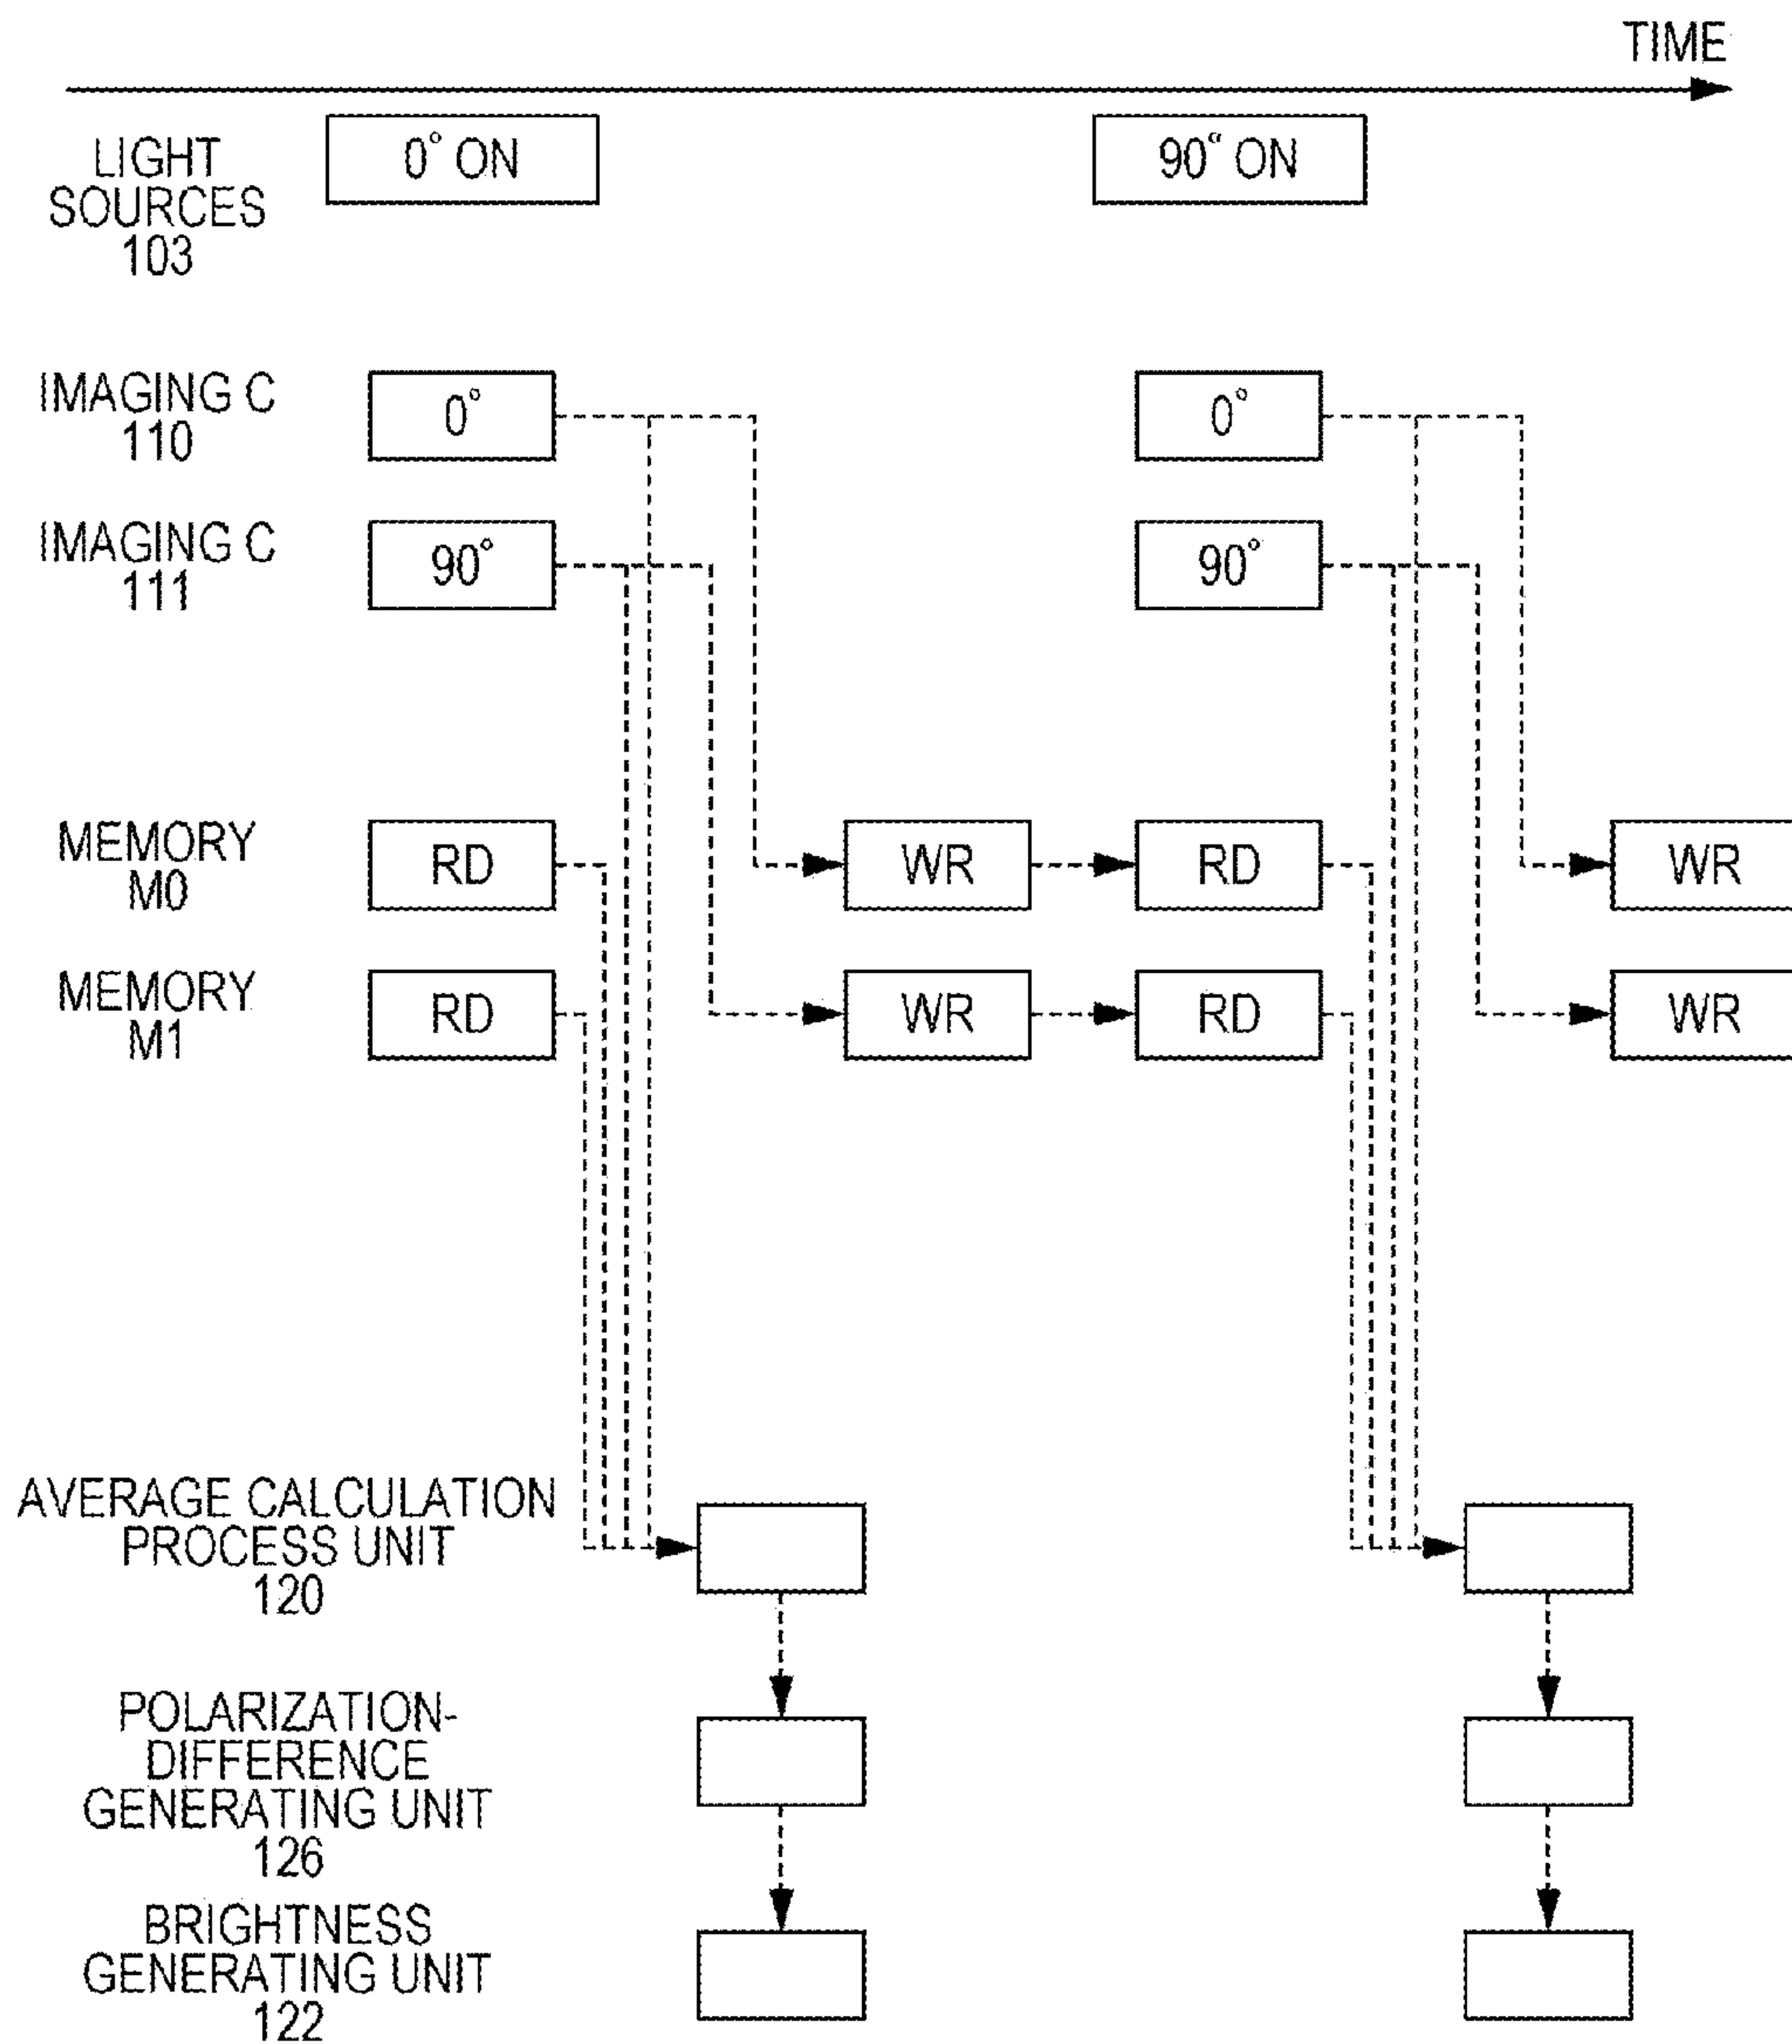 TIME
LIGHT
SOURCES
103
0° ON
90° ON
IMAGING C
110
0°
0°
IMAGING C
111
90°
90°
MEMORY
M0
RD
WR
RD
WR
MEMORY
M1
RD
WR
RD
WR
AVERAGE CALCULATION
PROCESS UNIT
120
POLARIZATION-
DIFFERENCE
GENERATING UNIT
126
BRIGHTNESS
GENERATING UNIT
122